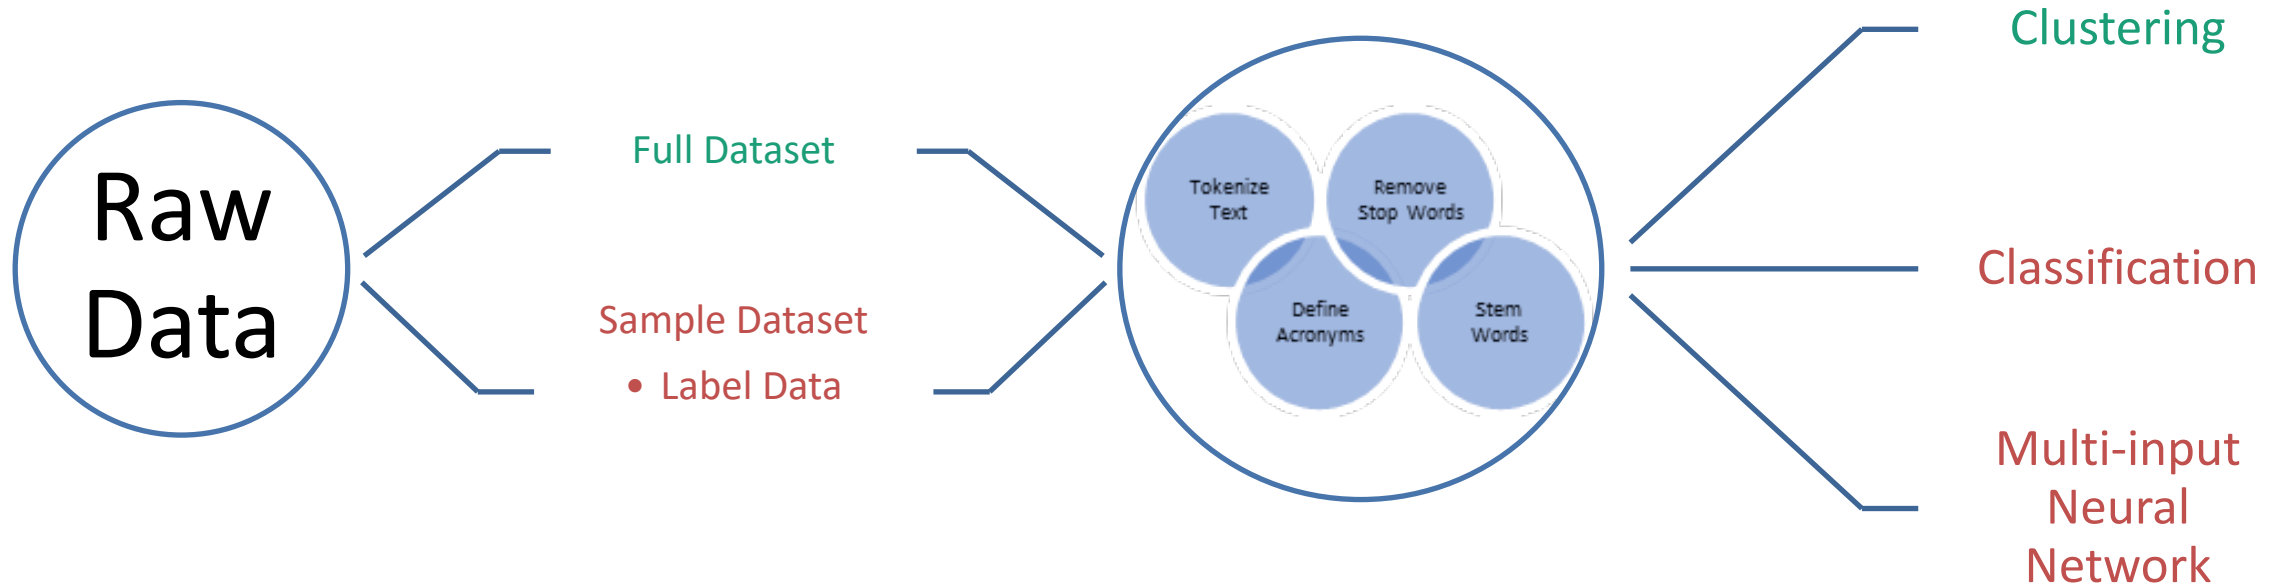 Raw
Data
Full Dataset
Sample Dataset
• Label Data
Tokenize
Text
Remove
Stop Words
Define
Acronyms
Stem
Words
Clustering
Classification
Multi-input
Neural
Network